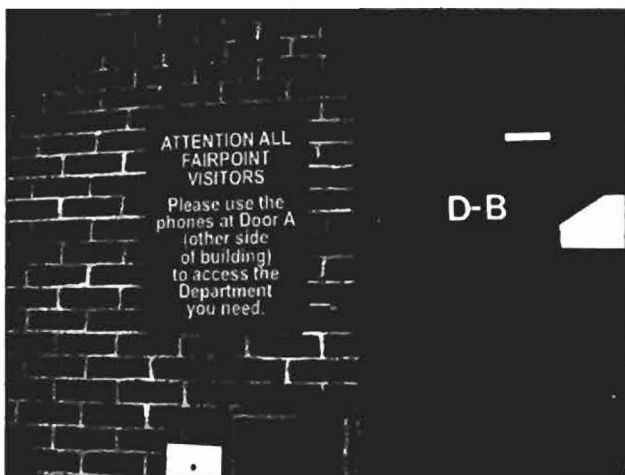 ATTENTION ALL
FAIRPOINT
VISITORS
Please use the
phones at Door A
(other side
of building)
to access the
Department
you need.
D-B